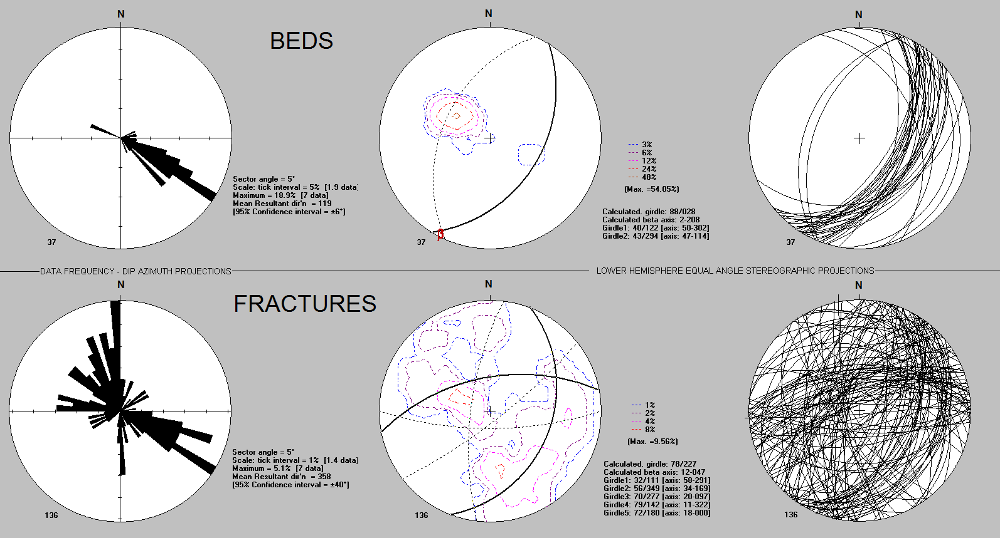 N
N
N
BEDS
3%
6%
12%
24%
48%
(Max. =54.05%)
Sector angle = 5°
Scale: tick interval = 5% [1.9 data]
Maximum = 18.9% [7 data]
Mean Resultant dir'n = 119
[95% Confidence interval = ±6°]
Calculated. girdle: 88/028
Calculated beta axis: 2-208
Girdle1: 40/122 [axis: 50-302]
Girdle2: 43/294 [axis: 47-114]
β
37
37
37
DATA FREQUENCY - DIP AZIMUTH PROJECTIONS
LOWER HEMISPHERE EQUAL ANGLE STEREOGRAPHIC PROJECTIONS
N
N
N
FRACTURES
1%
2%
4%
8%
(Max. =9.56%)
Sector angle = 5°
Scale: tick interval = 1% [1.4 data]
Maximum = 5.1% [7 data]
Mean Resultant dir'n = 358
[95% Confidence interval = ±40°]
Calculated. girdle: 78/227
Calculated beta axis: 12-047
Girdle1: 32/111 [axis: 58-291]
Girdle2: 56/349 [axis: 34-169]
Girdle3: 70/277 [axis: 20-097]
Girdle4: 79/142 [axis: 11-322]
Girdle5: 72/180 [axis: 18-000]
136
136
136